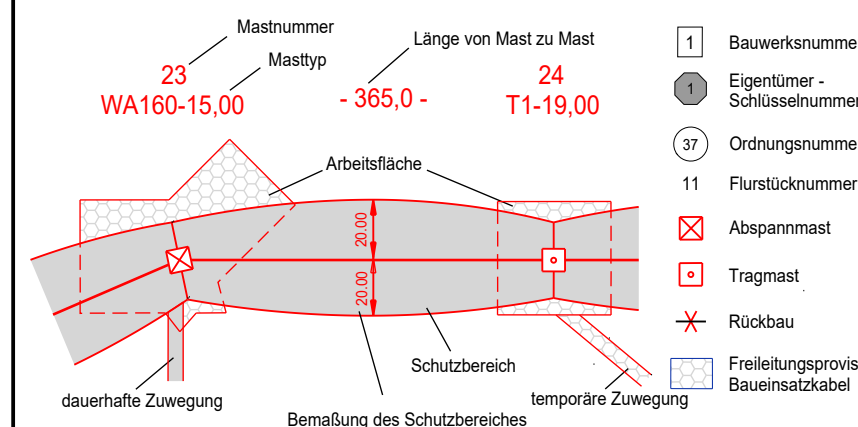 Mastnummer
Masttyp
Länge von Mast zu Mast
23
WA160-15,00
- 365,0 -
24
T1-19,00
Arbeitsfläche
20.00
20.00
Schutzbereich
dauerhafte Zuwegung
temporäre Zuwegung
Bemaßung des Schutzbereiches
1 Bauwerksnumme
1 Eigentümer -
Schlüsselnummer
37 Ordnungsnumme
11 Flurstücknummer
Abspannmast
Tragmast
Rückbau
Freileitungsprovis
Baueinsatzkabel